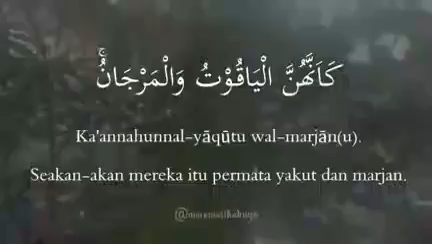 كَاَنَّهُنَّ الْيَاقُوْتُ وَالْمَرْجَانُۚ
Ka'annahunnal-yāqūtu wal-marjān(u).
Seakan-akan mereka itu permata yakut dan marjan.